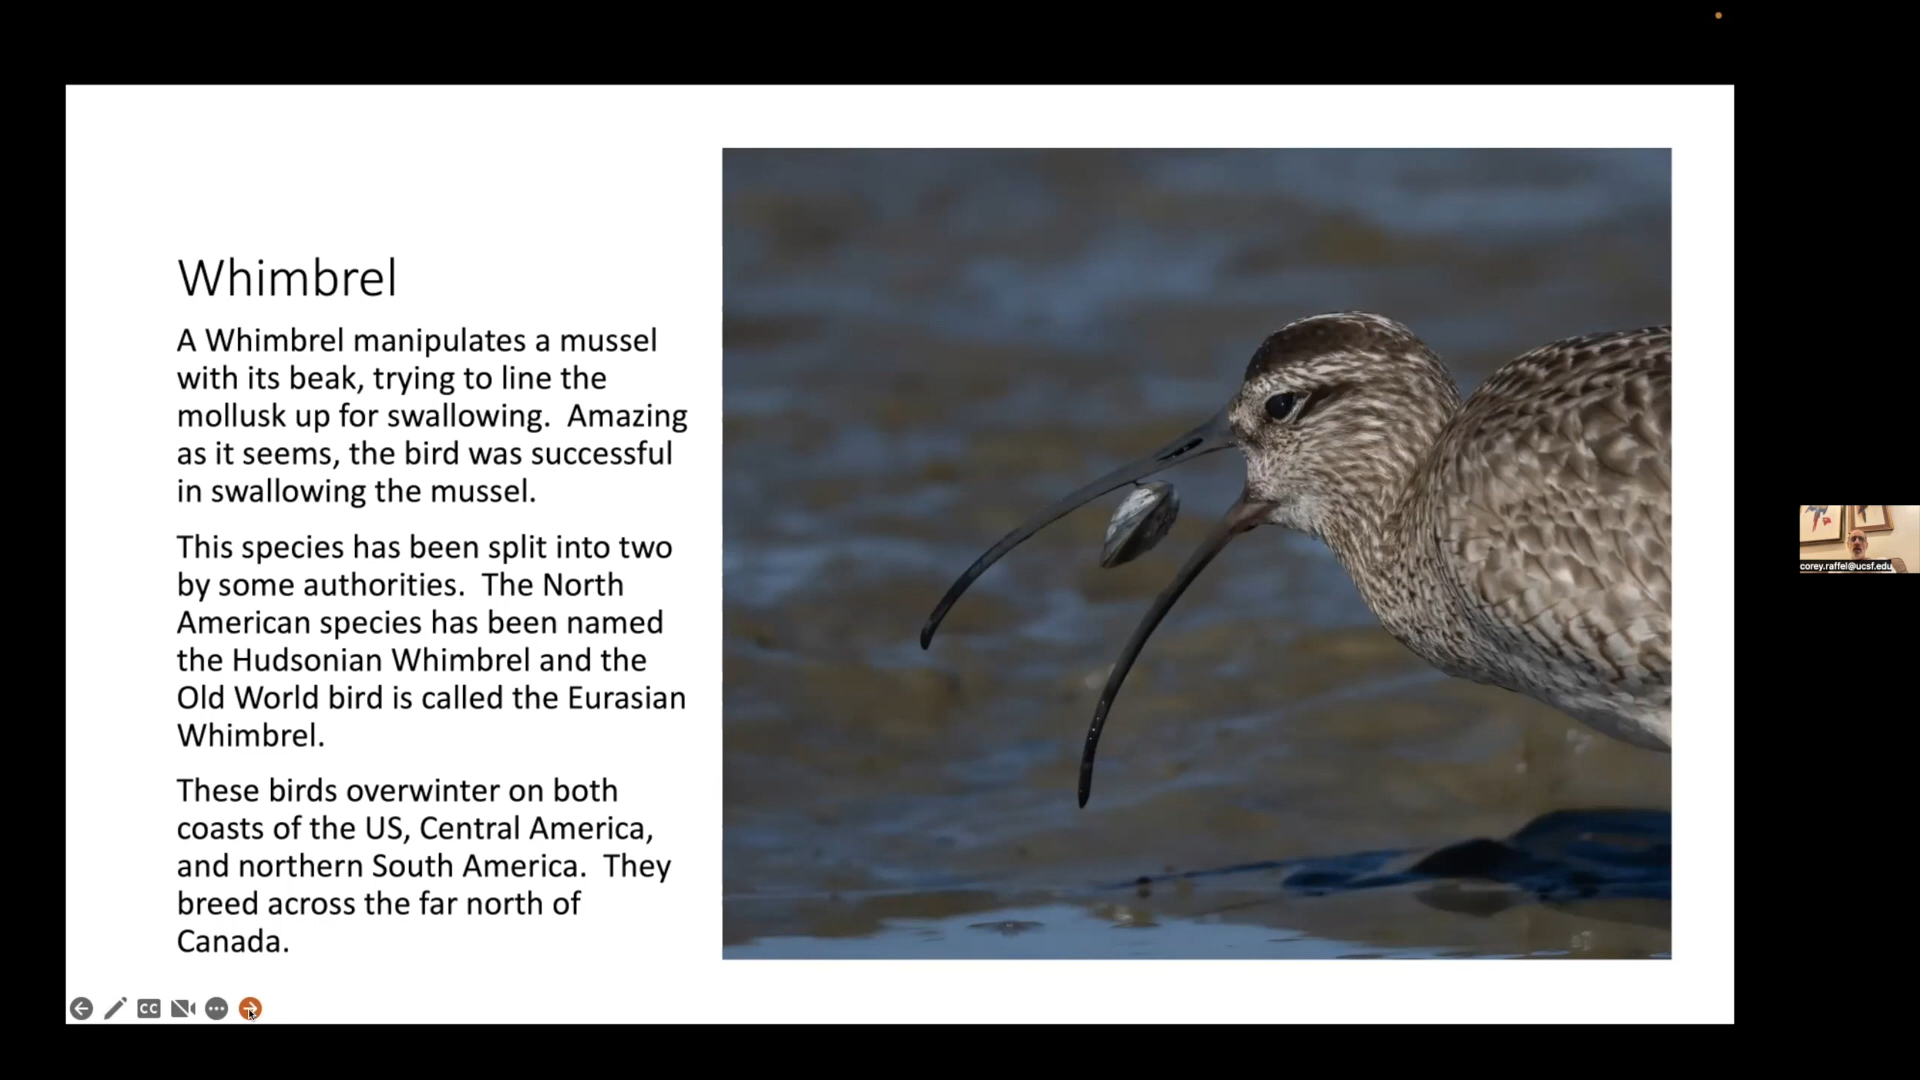 Whimbrel
A Whimbrel manipulates a mussel
with its beak, trying to line the
mollusk up for swallowing.  Amazing
as it seems, the bird was successful
in swallowing the mussel.
This species has been split into two
by some authorities.  The North
American species has been named
the Hudsonian Whimbrel and the
Old World bird is called the Eurasian
Whimbrel.
These birds overwinter on both
coasts of the US, Central America,
and northern South America.  They
breed across the far north of
Canada.
CC
corey.raffel@ucsf.edu